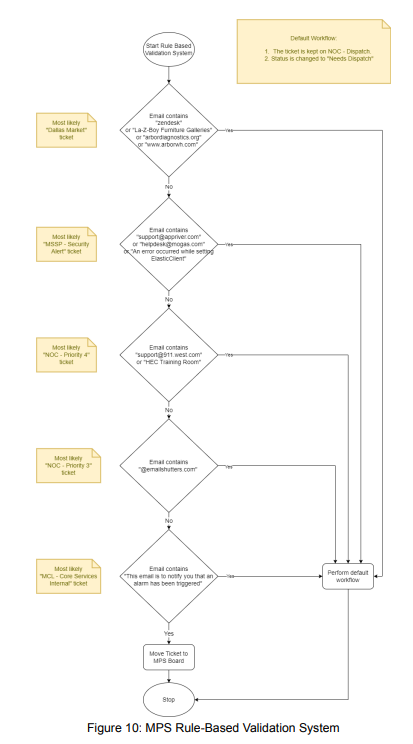 Start Rule Based
Validation System
Default Workflow:
1. The ticket is kept on NOC - Dispatch.
2. Status is changed to "Needs Dispatch"
Most likely
"Dallas Market"
ticket
Email contains
"zendesk"
or "La-Z-Boy Furniture Galleries"
or "arbordiagnostics.org"
or "www.arborwh.com"
Yes
No
Most likely
"MSSP - Security
Alert" ticket
Email contains
"support@appriver.com"
or "helpdesk@mogas.com"
or "An error occurred while setting
ElasticClient"
Yes
No
Most likely
"NOC - Priority 4"
ticket
Email contains
"support@911.west.com"
or "HEC Training Room"
Yes
No
Most likely
"NOC - Priority 3"
ticket
Email contains
"@emailshutters.com"
Yes
No
Most likely
"MCL - Core Services
Internal" ticket
Email contains
"This email is to notify you that an
alarm has been triggered"
Yes
Perform default
workflow
Yes
Move Ticket to
MPS Board
Stop
Figure 10: MPS Rule-Based Validation System